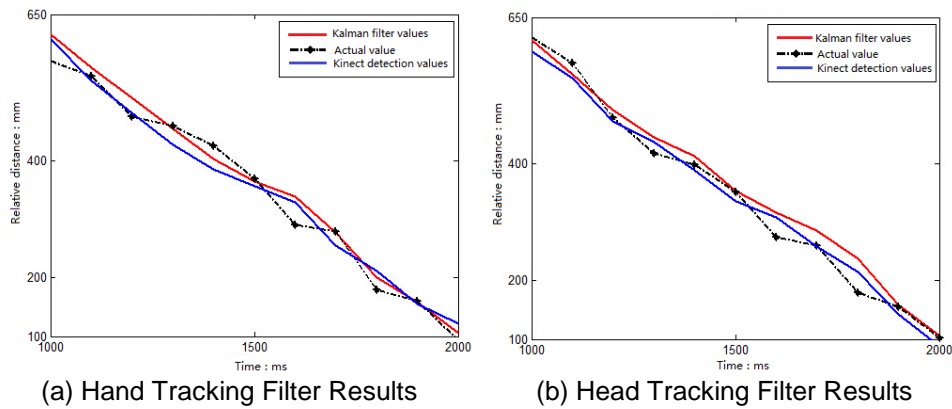 650
400
200
100
1000
1500
2000
Relative distance : mm
Time : ms
Kalman filter values
Actual value
Kinect detection values
(a) Hand Tracking Filter Results
650
400
200
100
1000
1500
2000
Relative distance : mm
Time : ms
Kalman filter values
Actual value
Kinect detection values
(b) Head Tracking Filter Results